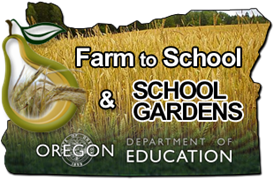 Farm to School
&
SCHOOL
GARDENS
OREGON DEPARTMENT OF
EDUCATION